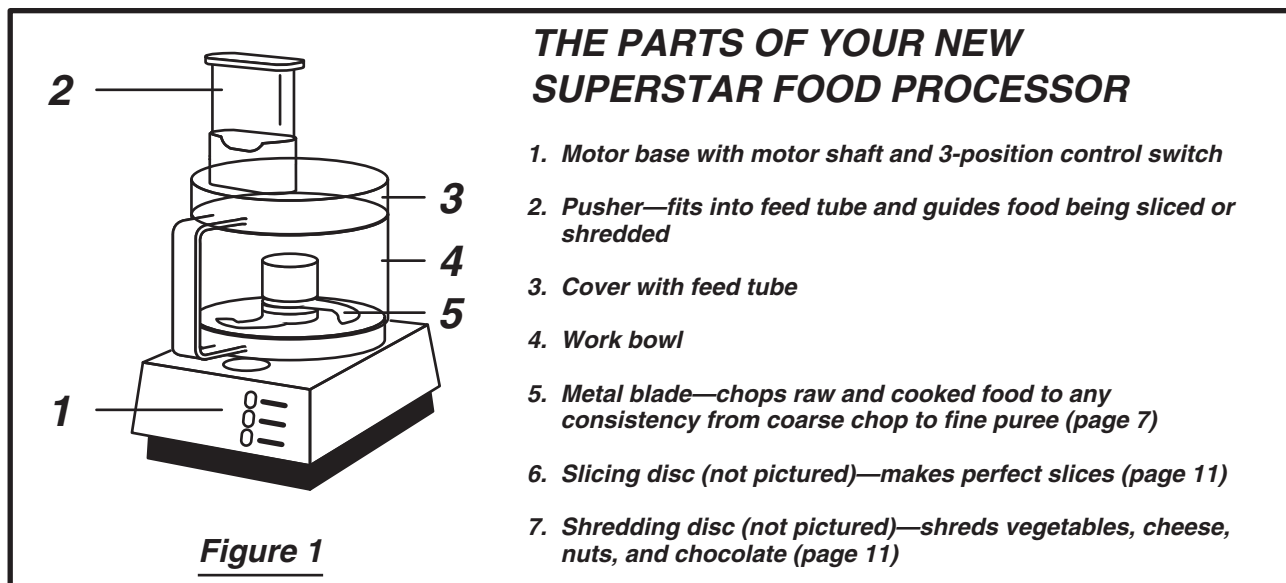 THE PARTS OF YOUR NEW
SUPERSTAR FOOD PROCESSOR
2
3
4
5
1
Figure 1
1. Motor base with motor shaft and 3-position control switch
2. Pusher—fits into feed tube and guides food being sliced or
shredded
3. Cover with feed tube
4. Work bowl
5. Metal blade—chops raw and cooked food to any
consistency from coarse chop to fine puree (page 7)
6. Slicing disc (not pictured)—makes perfect slices (page 11)
7. Shredding disc (not pictured)—shreds vegetables, cheese,
nuts, and chocolate (page 11)